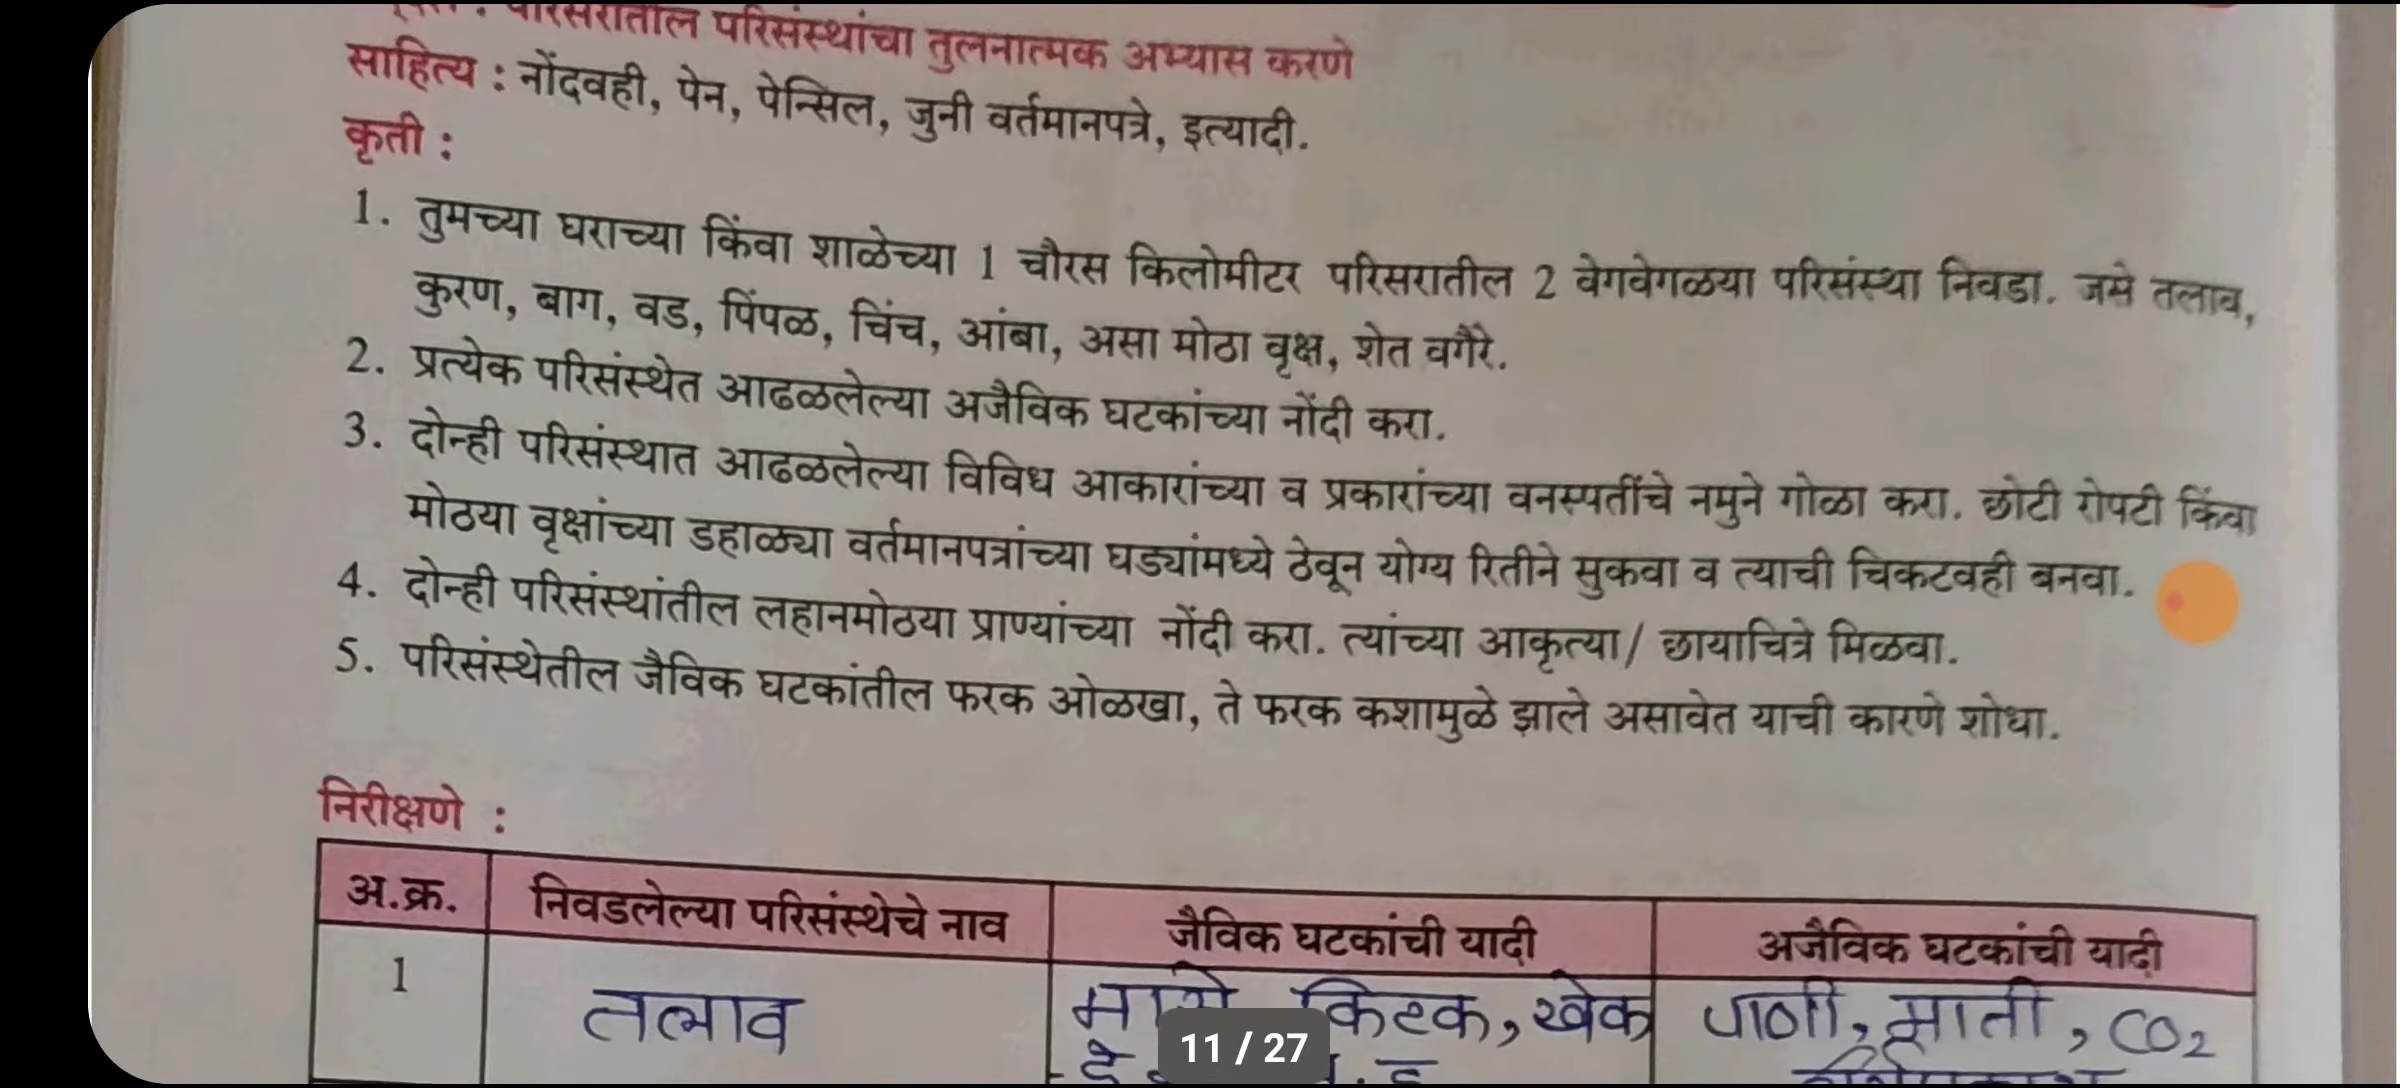 परिसरातील परिसंस्थांचा तुलनात्मक अभ्यास करणे
साहित्य : नोंदवही, पेन, पेन्सिल, जुनी वर्तमानपत्रे, इत्यादी.
कृती :
1. तुमच्या घराच्या किंवा शाळेच्या 1 चौरस किलोमीटर परिसरातील 2 वेगवेगळया परिसंस्था निवडा. जसे तलाव,
कुरण, बाग, वड, पिंपळ, चिंच, आंबा, असा मोठा वृक्ष, शेत वगैरे.
2. प्रत्येक परिसंस्थेत आढळलेल्या अजैविक घटकांच्या नोंदी करा.
3. दोन्ही परिसंस्थात आढळलेल्या विविध आकारांच्या व प्रकारांच्या वनस्पतींचे नमुने गोळा करा. छोटी रोपटी किंवा
मोठया वृक्षांच्या डहाळ्या वर्तमानपत्रांच्या घड्यांमध्ये ठेवून योग्य रितीने सुकवा व त्याची चिकटवही बनवा.
4. दोन्ही परिसंस्थांतील लहानमोठया प्राण्यांच्या नोंदी करा. त्यांच्या आकृत्या/ छायाचित्रे मिळवा.
5. परिसंस्थेतील जैविक घटकांतील फरक ओळखा, ते फरक कशामुळे झाले असावेत याची कारणे शोधा.
निरीक्षणे :
अ.क्र. निवडलेल्या परिसंस्थेचे नाव जैविक घटकांची यादी अजैविक घटकांची यादी
1 तलाव किटक, खेक पाणी, माती, CO2
11 / 27